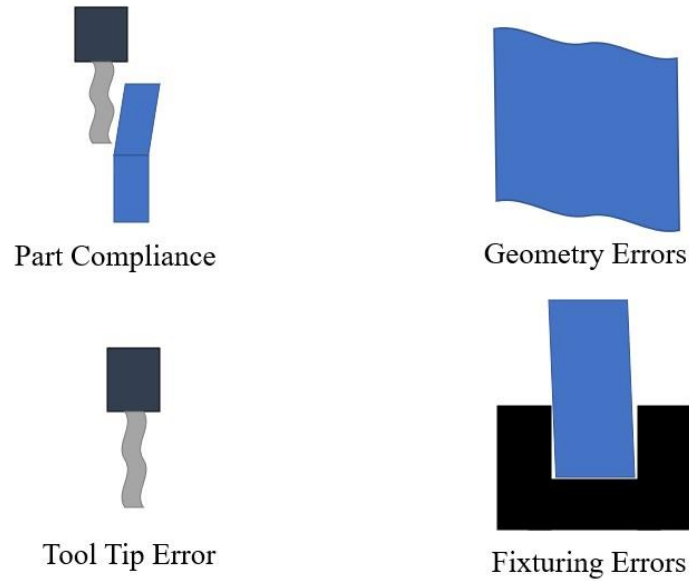 Part Compliance
Geometry Errors
Tool Tip Error
Fixturing Errors